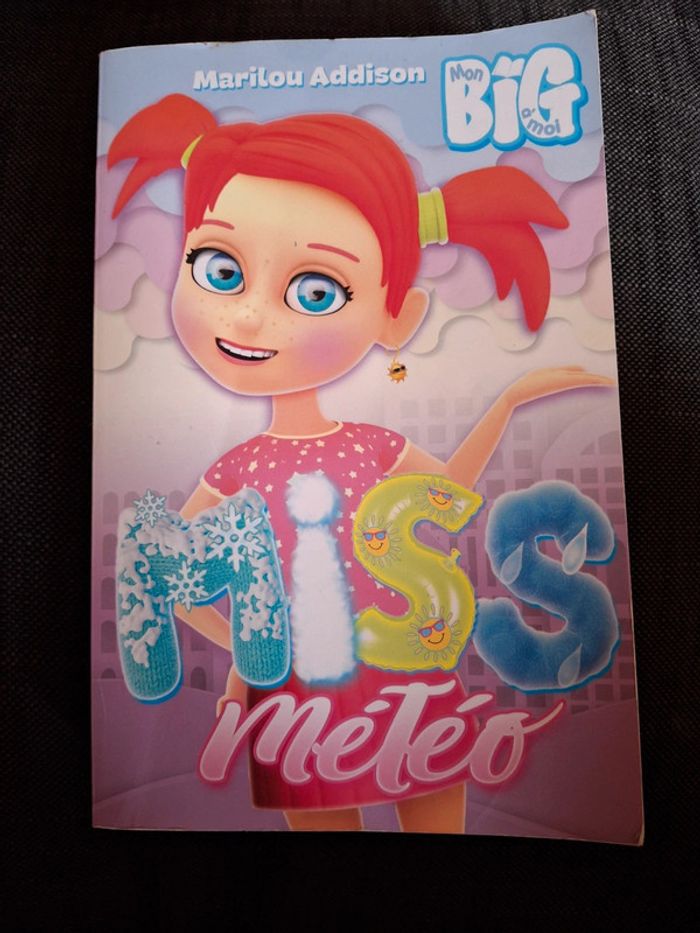 Marilou Addison
Mon
BiG
à moi
MiSS
météo